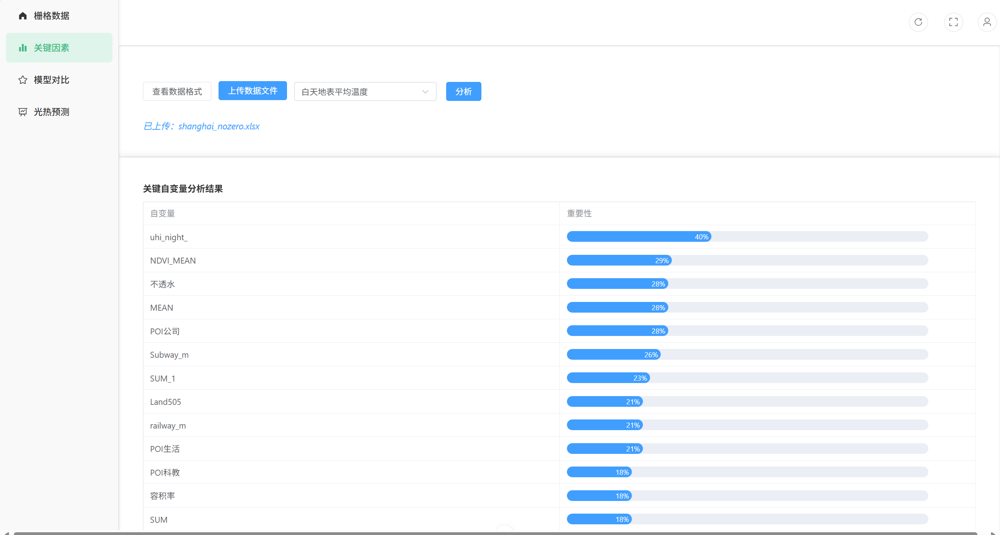 栅格数据
关键因素
模型对比
光热预测
查看数据格式
上传数据文件
白天地表平均温度
分析
已上传：shanghai_nozero.xlsx
关键自变量分析结果
自变量 重要性
uhi_night_ 40%
NDVI_MEAN 29%
不透水 28%
MEAN 28%
POI公司 28%
Subway_m 26%
SUM_1 23%
Land505 21%
railway_m 21%
POI生活 21%
POI科教 18%
容积率 18%
SUM 18%